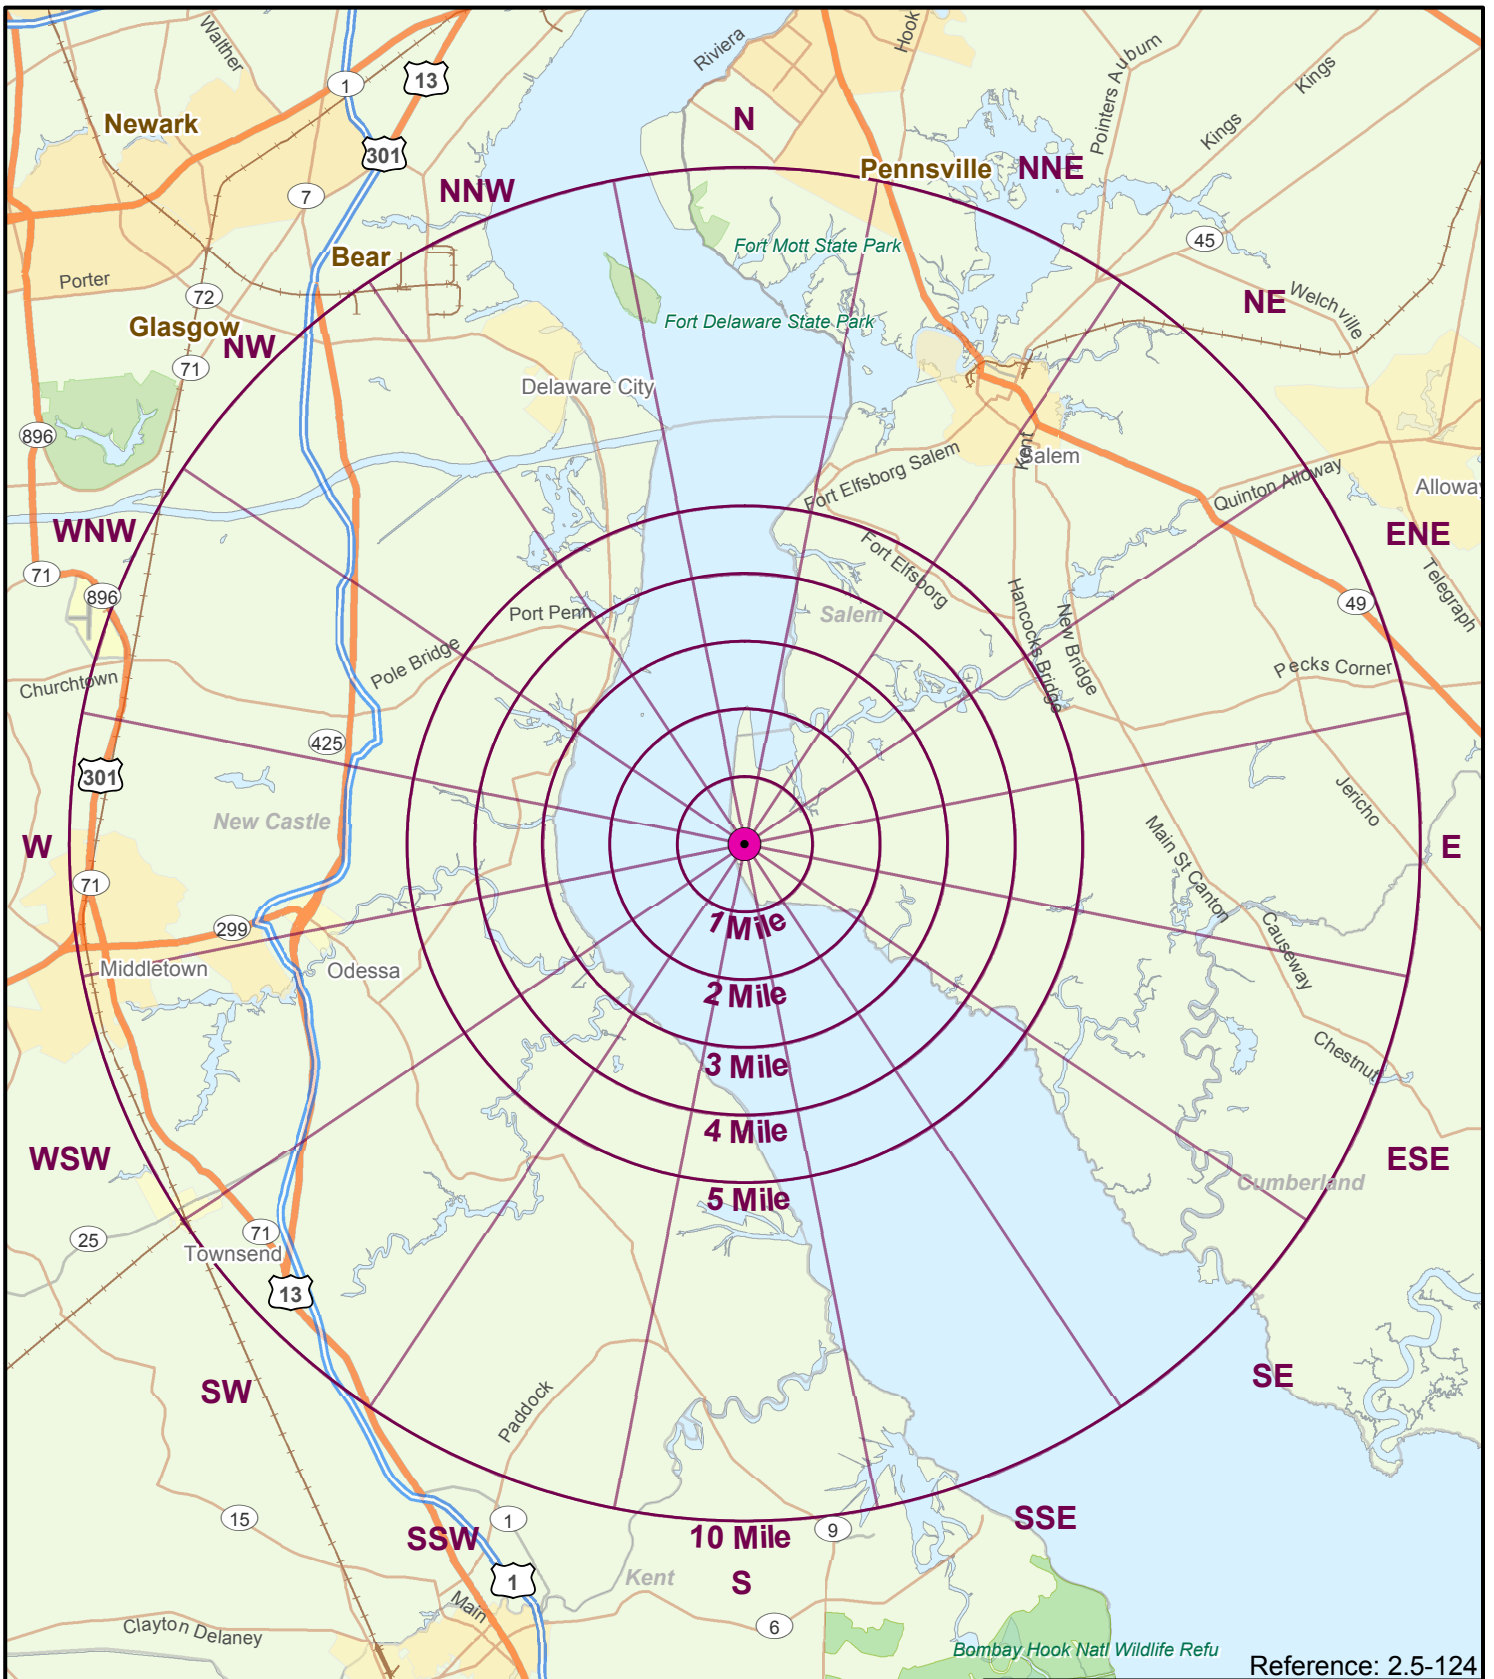 Walther
Riviera
Hook
13
1
N
Pointers Auburn
Kings
Kings
Newark
301
Pennsville
NNE
NNW
7
Fort Mott State Park
45
Bear
Porter
72
NE
Welchville
Glasgow
NW
Fort Delaware State Park
71
Delaware City
896
Kent
Salem
Fort Elfsborg Salem
Quinton Alloway
Alloway
WNW
ENE
71
896
Fort Elfsborg
Telegraph
49
Port Penn
Salem
Hancocks Bridge
New Bridge
Pole Bridge
Churchtown
Pecks Corner
425
301
New Castle
Jericho
W
E
Main St Canton
71
299
1 Mile
Causeway
Middletown
Odessa
2 Mile
3 Mile
Chestnut
4 Mile
WSW
ESE
5 Mile
Cumberland
25
71
Townsend
13
SW
SE
Paddock
15
1
SSW
10 Mile
9
SSE
1
Kent
S
Main
6
Clayton Delaney
Bombay Hook Natl Wildlife Refu
Reference: 2.5-124